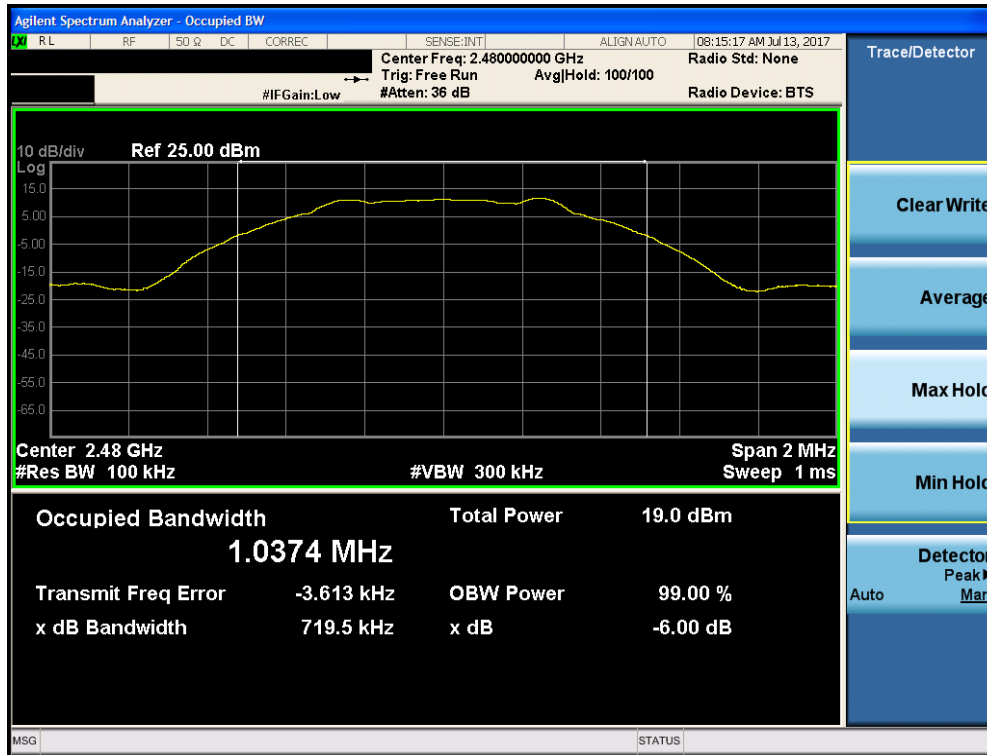 Agilent Spectrum Analyzer - Occupied BW
LXI RL RF 50 Ω DC CORREC SENSE:INT ALIGN AUTO 08:15:17 AM Jul 13, 2017
Center Freq: 2.480000000 GHz Radio Std: None
Trig: Free Run Avg|Hold: 100/100
#IFGain:Low #Atten: 36 dB Radio Device: BTS
10 dB/div Ref 25.00 dBm
Log
15.0
5.00
-5.00
-15.0
-25.0
-35.0
-45.0
-55.0
-65.0
Center 2.48 GHz Span 2 MHz
#Res BW 100 kHz #VBW 300 kHz Sweep 1 ms
Occupied Bandwidth Total Power 19.0 dBm
1.0374 MHz
Transmit Freq Error -3.613 kHz OBW Power 99.00 %
x dB Bandwidth 719.5 kHz x dB -6.00 dB
MSG STATUS
Trace/Detector
Clear Write
Average
Max Hold
Min Hold
Detector
Peak
Auto Man